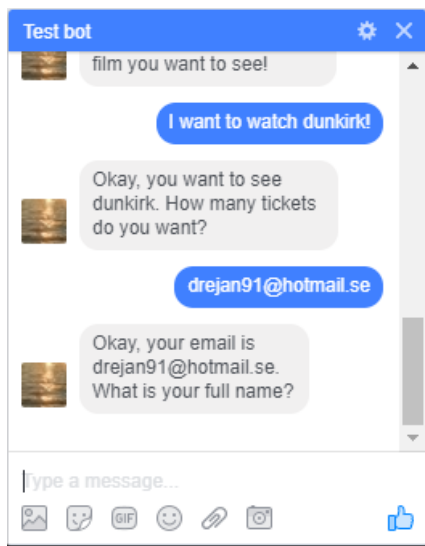 Test bot
film you want to see!
I want to watch dunkirk!
Okay, you want to see
dunkirk. How many tickets
do you want?
drejan91@hotmail.se
Okay, your email is
drejan91@hotmail.se.
What is your full name?
Type a message...
GIF